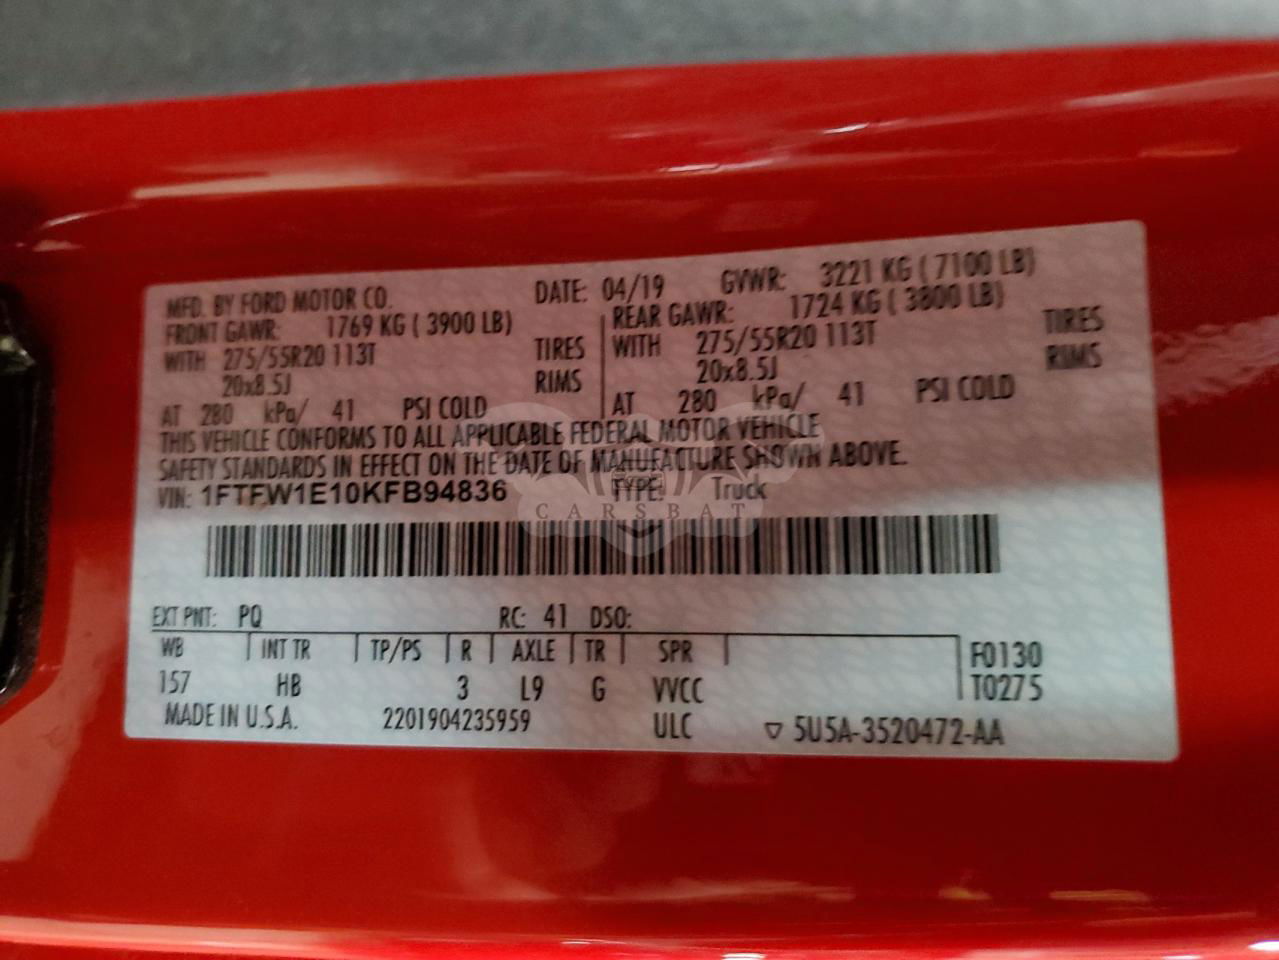 MFD. BY FORD MOTOR CO. DATE: 04/19 GVWR: 3221 KG ( 7100 LB)
FRONT GAWR: 1769 KG ( 3900 LB) REAR GAWR: 1724 KG ( 3800 LB)
WITH 275/55R20 113T TIRES WITH 275/55R20 113T TIRES
20x8.5J RIMS 20x8.5J RIMS
AT 280 kPa/ 41 PSI COLD AT 280 kPa/ 41 PSI COLD
THIS VEHICLE CONFORMS TO ALL APPLICABLE FEDERAL MOTOR VEHICLE
SAFETY STANDARDS IN EFFECT ON THE DATE OF MANUFACTURE SHOWN ABOVE.
VIN: 1FTFW1E10KFB94836 TYPE: Truck
CARSBAT
EXT PNT: PQ RC: 41 DSO:
WB INT TR TP/PS R AXLE TR SPR F0130
157 HB 3 L9 G VVCC T0275
MADE IN U.S.A. 2201904235959 ULC ▽ 5U5A-3520472-AA